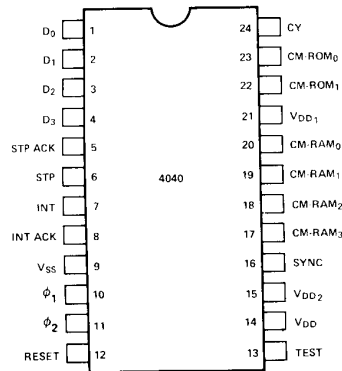 D₀ 1
D₁ 2
D₂ 3
D₃ 4
STP ACK 5
STP 6
INT 7
INT ACK 8
VSS 9
ϕ₁ 10
ϕ₂ 11
RESET 12
4040
24 CY
23 CM-ROM₀
22 CM-ROM₁
21 VDD₁
20 CM-RAM₀
19 CM-RAM₁
18 CM-RAM₂
17 CM-RAM₃
16 SYNC
15 VDD₂
14 VDD
13 TEST